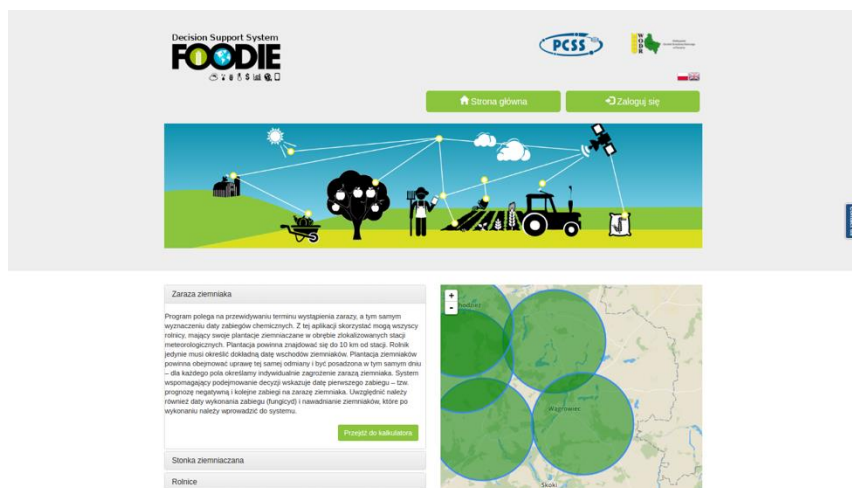 Decision Support System
FOODIE
PCSS
WODR
Strona główna
Zaloguj się
Zaraza ziemniaka
Program polega na przewidywaniu terminu wystąpienia zarazy, a tym samym
wyznaczeniu daty zabiegów chemicznych. Z tej aplikacji skorzystać mogą wszyscy
rolnicy, mający swoje plantacje ziemniaczane w obrębie zlokalizowanych stacji
meteorologicznych. Plantacja powinna znajdować się do 10 km od stacji. Rolnik
jedynie musi określić dokładną datę wschodów ziemniaków. Plantacja ziemniaków
powinna obejmować uprawę tej samej odmiany i być posadzona w tym samym dniu
– dla każdego pola określamy indywidualnie zagrożenie zarazą ziemniaka. System
wspomagający podejmowanie decyzji wskazuje datę pierwszego zabiegu – tzw.
prognozę negatywną i kolejne zabiegi na zarazę ziemniaka. Uwzględnić należy
również daty wykonania zabiegu (fungicyd) i nawadnianie ziemniaków, które po
wykonaniu należy wprowadzić do systemu.
Przejdź do kalkulatora
Stonka ziemniaczana
Rolnice
+
-
Wągrowiec
Skoki